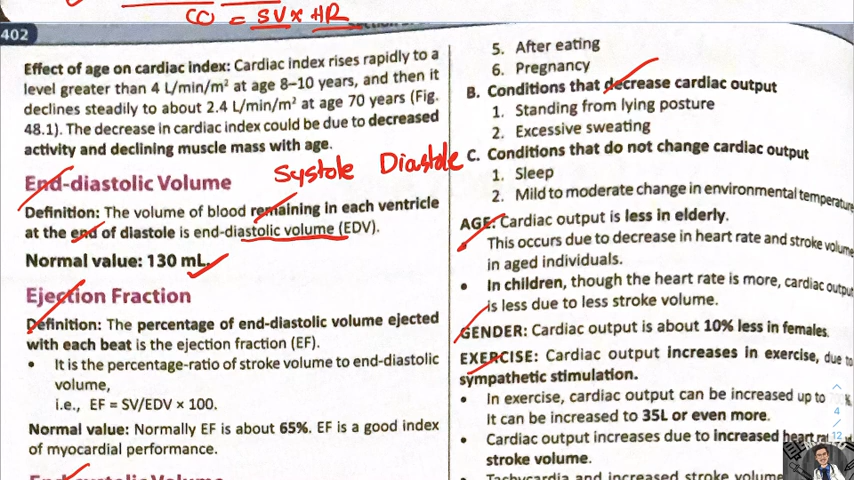 CO = SV x HR
402
Effect of age on cardiac index: Cardiac index rises rapidly to a
level greater than 4 L/min/m² at age 8–10 years, and then it
declines steadily to about 2.4 L/min/m² at age 70 years (Fig.
48.1). The decrease in cardiac index could be due to decreased
activity and declining muscle mass with age.
Systole Diastole
End-diastolic Volume
Definition: The volume of blood remaining in each ventricle
at the end of diastole is end-diastolic volume (EDV).
Normal value: 130 mL.
Ejection Fraction
Definition: The percentage of end-diastolic volume ejected
with each beat is the ejection fraction (EF).
• It is the percentage-ratio of stroke volume to end-diastolic
volume,
i.e., EF = SV/EDV × 100.
Normal value: Normally EF is about 65%. EF is a good index
of myocardial performance.
End-systolic Volume
5. After eating
6. Pregnancy
B. Conditions that decrease cardiac output
1. Standing from lying posture
2. Excessive sweating
C. Conditions that do not change cardiac output
1. Sleep
2. Mild to moderate change in environmental temperature
AGE: Cardiac output is less in elderly.
• This occurs due to decrease in heart rate and stroke volume
in aged individuals.
• In children, though the heart rate is more, cardiac output
is less due to less stroke volume.
GENDER: Cardiac output is about 10% less in females.
EXERCISE: Cardiac output increases in exercise, due to
sympathetic stimulation.
• In exercise, cardiac output can be increased up to
It can be increased to 35L or even more.
• Cardiac output increases due to increased heart
stroke volume.
• Tachycardia and increased stroke volume
4
12